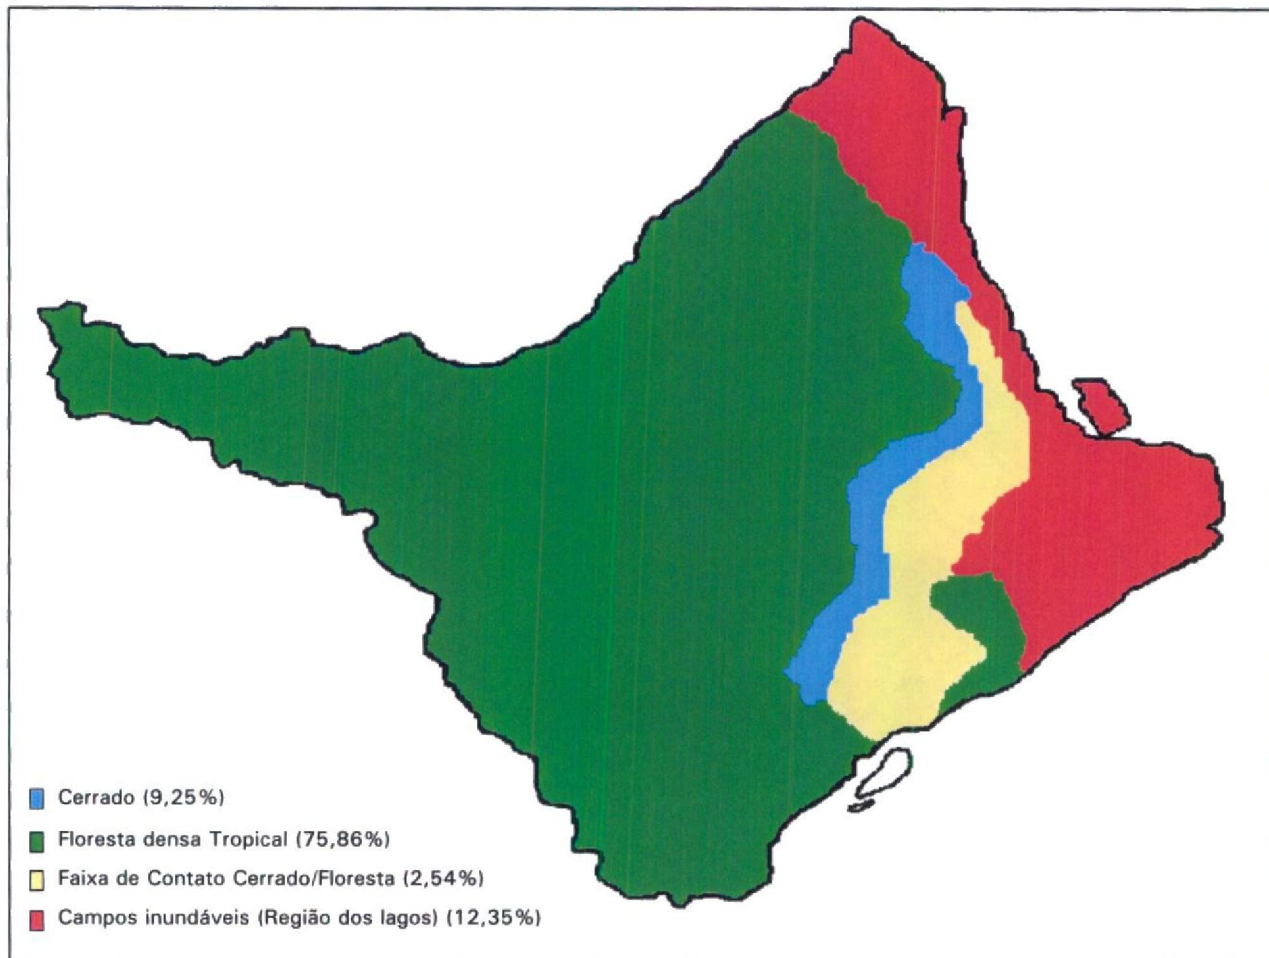 Cerrado (9,25%)
Floresta densa Tropical (75,86%)
Faixa de Contato Cerrado/Floresta (2,54%)
Campos inundáveis (Região dos lagos) (12,35%)